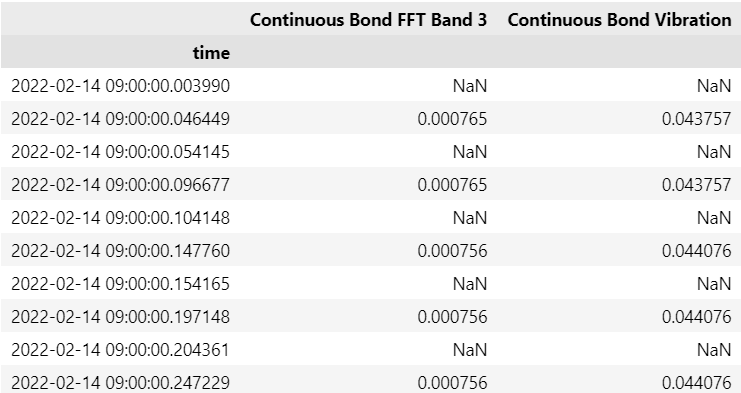 Continuous Bond FFT Band 3 Continuous Bond Vibration
time
2022-02-14 09:00:00.003990 NaN NaN
2022-02-14 09:00:00.046449 0.000765 0.043757
2022-02-14 09:00:00.054145 NaN NaN
2022-02-14 09:00:00.096677 0.000765 0.043757
2022-02-14 09:00:00.104148 NaN NaN
2022-02-14 09:00:00.147760 0.000756 0.044076
2022-02-14 09:00:00.154165 NaN NaN
2022-02-14 09:00:00.197148 0.000756 0.044076
2022-02-14 09:00:00.204361 NaN NaN
2022-02-14 09:00:00.247229 0.000756 0.044076